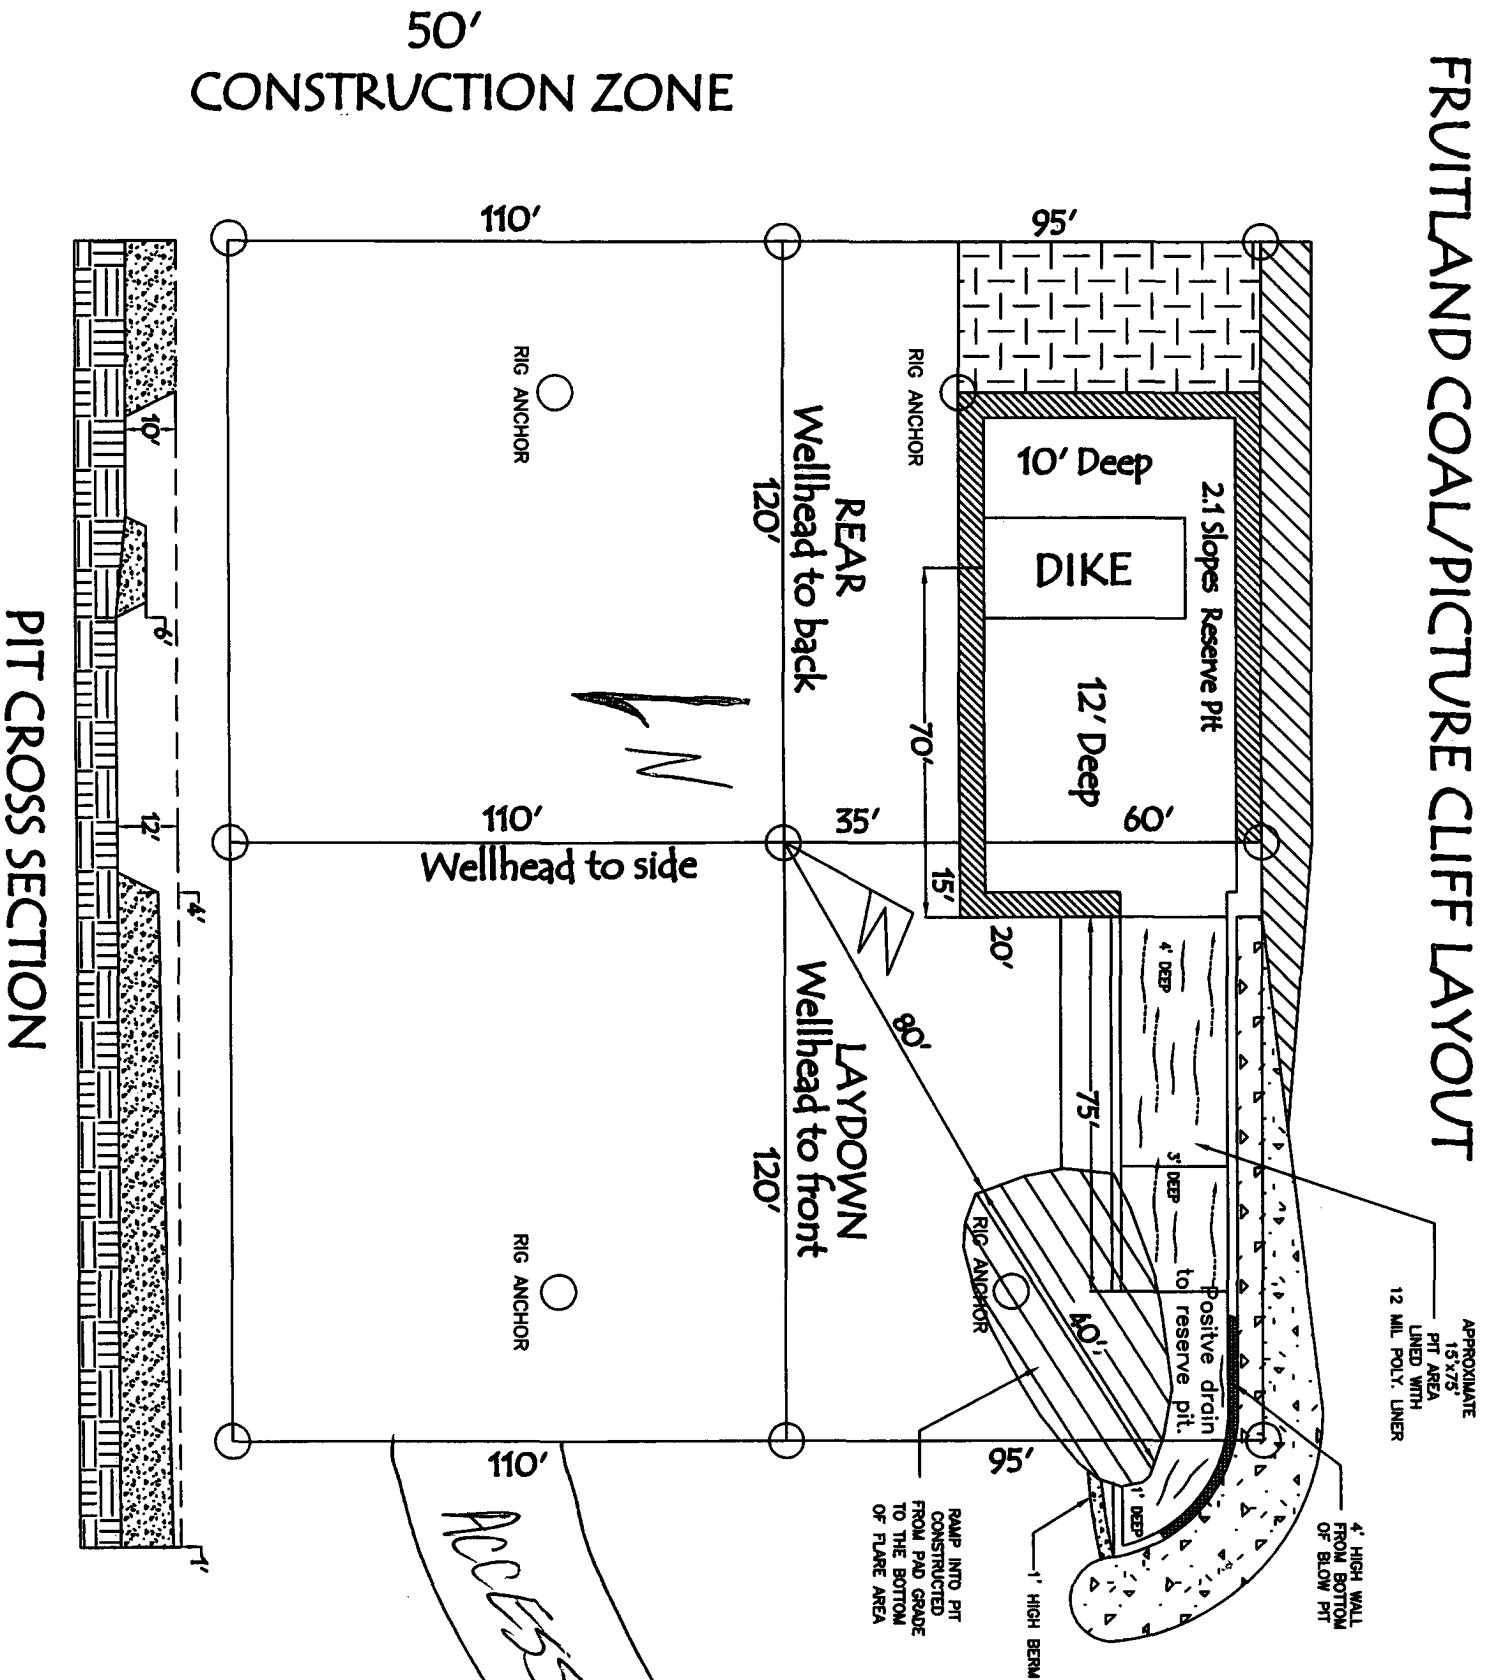 FRUITLAND COAL/PICTURE CLIFF LAYOUT
50'
CONSTRUCTION ZONE
APPROXIMATE
15'x75'
PIT AREA
LINED WITH
12 MIL POLY. LINER
4' HIGH WALL
FROM BOTTOM
OF BLOW PIT
2.1 Slopes Reserve Pit
10' Deep
DIKE
12' Deep
110'
95'
RIG ANCHOR
RIG ANCHOR
REAR
Wellhead to back
120'
70'
110'
35'
60'
15'
20'
Wellhead to side
N
80'
4' DEEP
3' DEEP
75'
Positve drain
to reserve pit.
LAYDOWN
Wellhead to front
120'
RIG ANCHOR
40'
RIG ANCHOR
110'
95'
1' DEEP
1' HIGH BERM
RAMP INTO PIT
CONSTRUCTED
FROM PAD GRADE
TO THE BOTTOM
OF FLARE AREA
ACCESS
10'
6'
12'
4'
1'
PIT CROSS SECTION